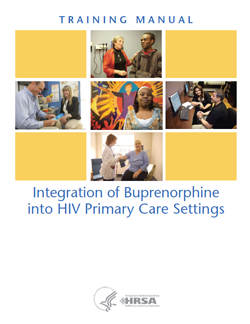 TRAINING MANUAL
Integration of Buprenorphine
into HIV Primary Care Settings
HRSA